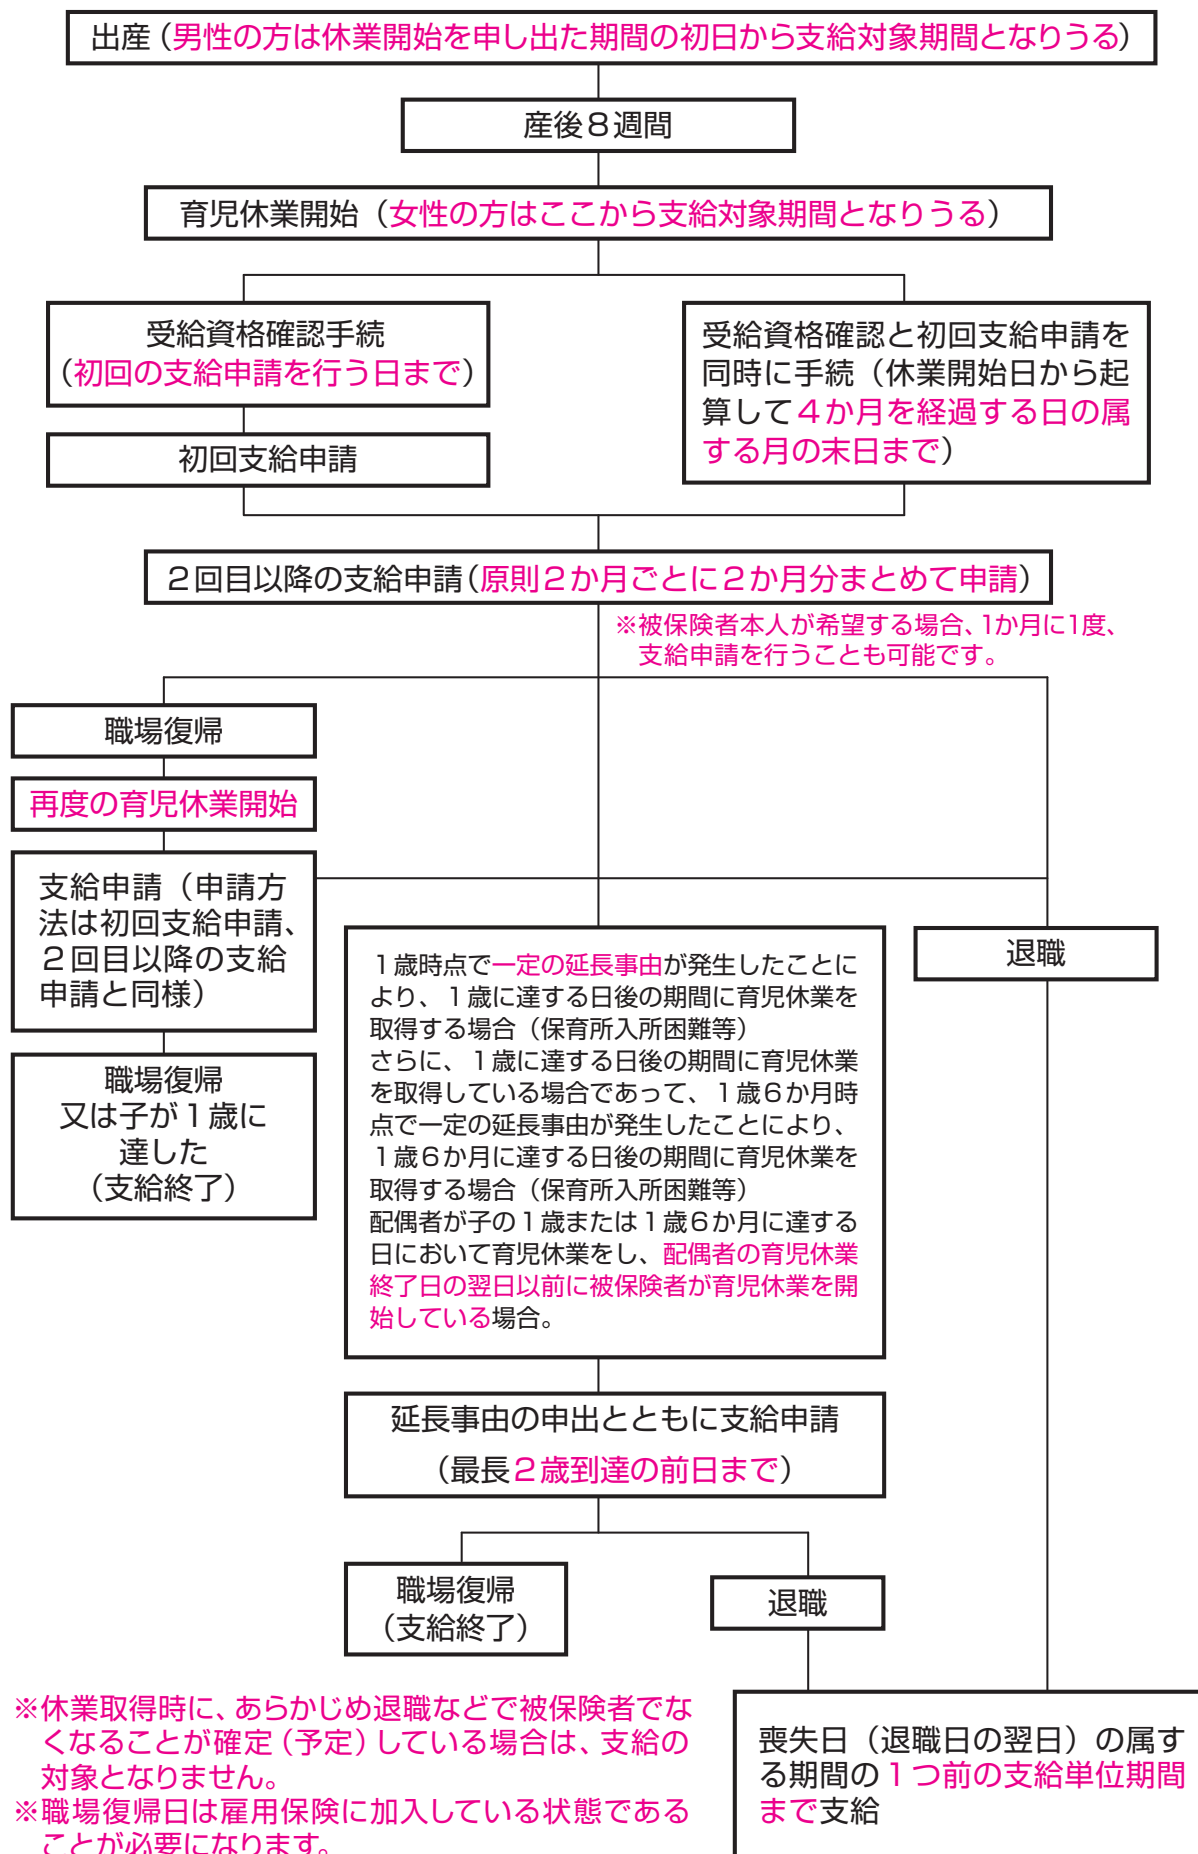 出産（男性の方は休業開始を申し出た期間の初日から支給対象期間となりうる）
産後８週間
育児休業開始（女性の方はここから支給対象期間となりうる）
受給資格確認手続
（初回の支給申請を行う日まで）
初回支給申請
受給資格確認と初回支給申請を
同時に手続（休業開始日から起
算して４か月を経過する日の属
する月の末日まで）
２回目以降の支給申請（原則２か月ごとに２か月分まとめて申請）
※被保険者本人が希望する場合、1か月に1度、
支給申請を行うことも可能です。
職場復帰
再度の育児休業開始
支給申請（申請方
法は初回支給申請、
２回目以降の支給
申請と同様）
職場復帰
又は子が１歳に
達した
（支給終了）
１歳時点で一定の延長事由が発生したことに
より、１歳に達する日後の期間に育児休業を
取得する場合（保育所入所困難等）
さらに、１歳に達する日後の期間に育児休業
を取得している場合であって、１歳６か月時
点で一定の延長事由が発生したことにより、
１歳６か月に達する日後の期間に育児休業を
取得する場合（保育所入所困難等）
配偶者が子の１歳または１歳６か月に達する
日において育児休業をし、配偶者の育児休業
終了日の翌日以前に被保険者が育児休業を開
始している場合。
退職
延長事由の申出とともに支給申請
（最長２歳到達の前日まで）
職場復帰
（支給終了）
退職
※休業取得時に、あらかじめ退職などで被保険者でな
くなることが確定（予定）している場合は、支給の
対象となりません。
※職場復帰日は雇用保険に加入している状態である
ことが必要になります。
喪失日（退職日の翌日）の属す
る期間の１つ前の支給単位期間
まで支給